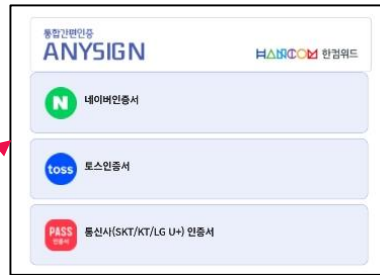 통합간편인증
ANYSIGN
HANCOM 한컴위드
N 네이버인증서
toss 토스인증서
PASS
인증서
통신사(SKT/KT/LG U+) 인증서